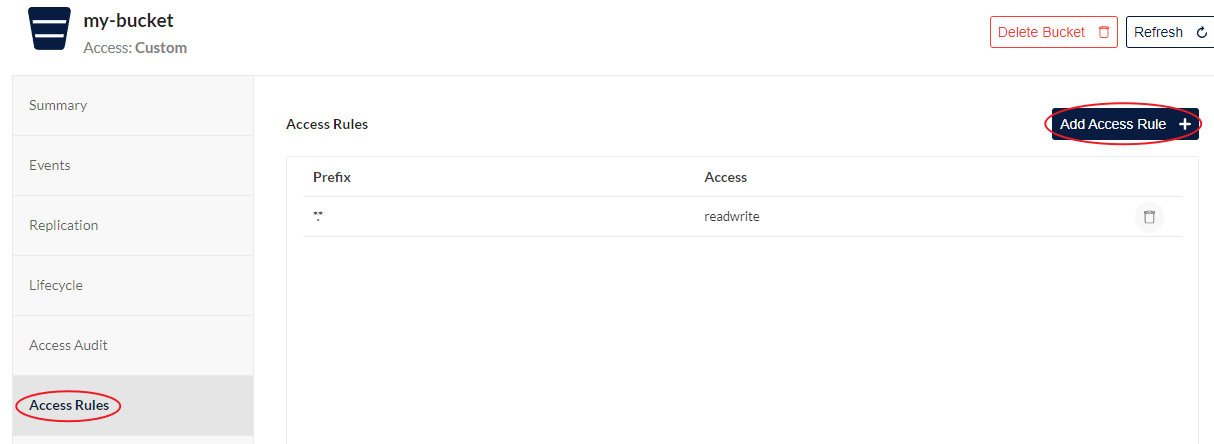 my-bucket
Access: Custom
Delete Bucket
Refresh
Summary
Events
Replication
Lifecycle
Access Audit
Access Rules
Access Rules
Add Access Rule +
Prefix Access
*.* readwrite